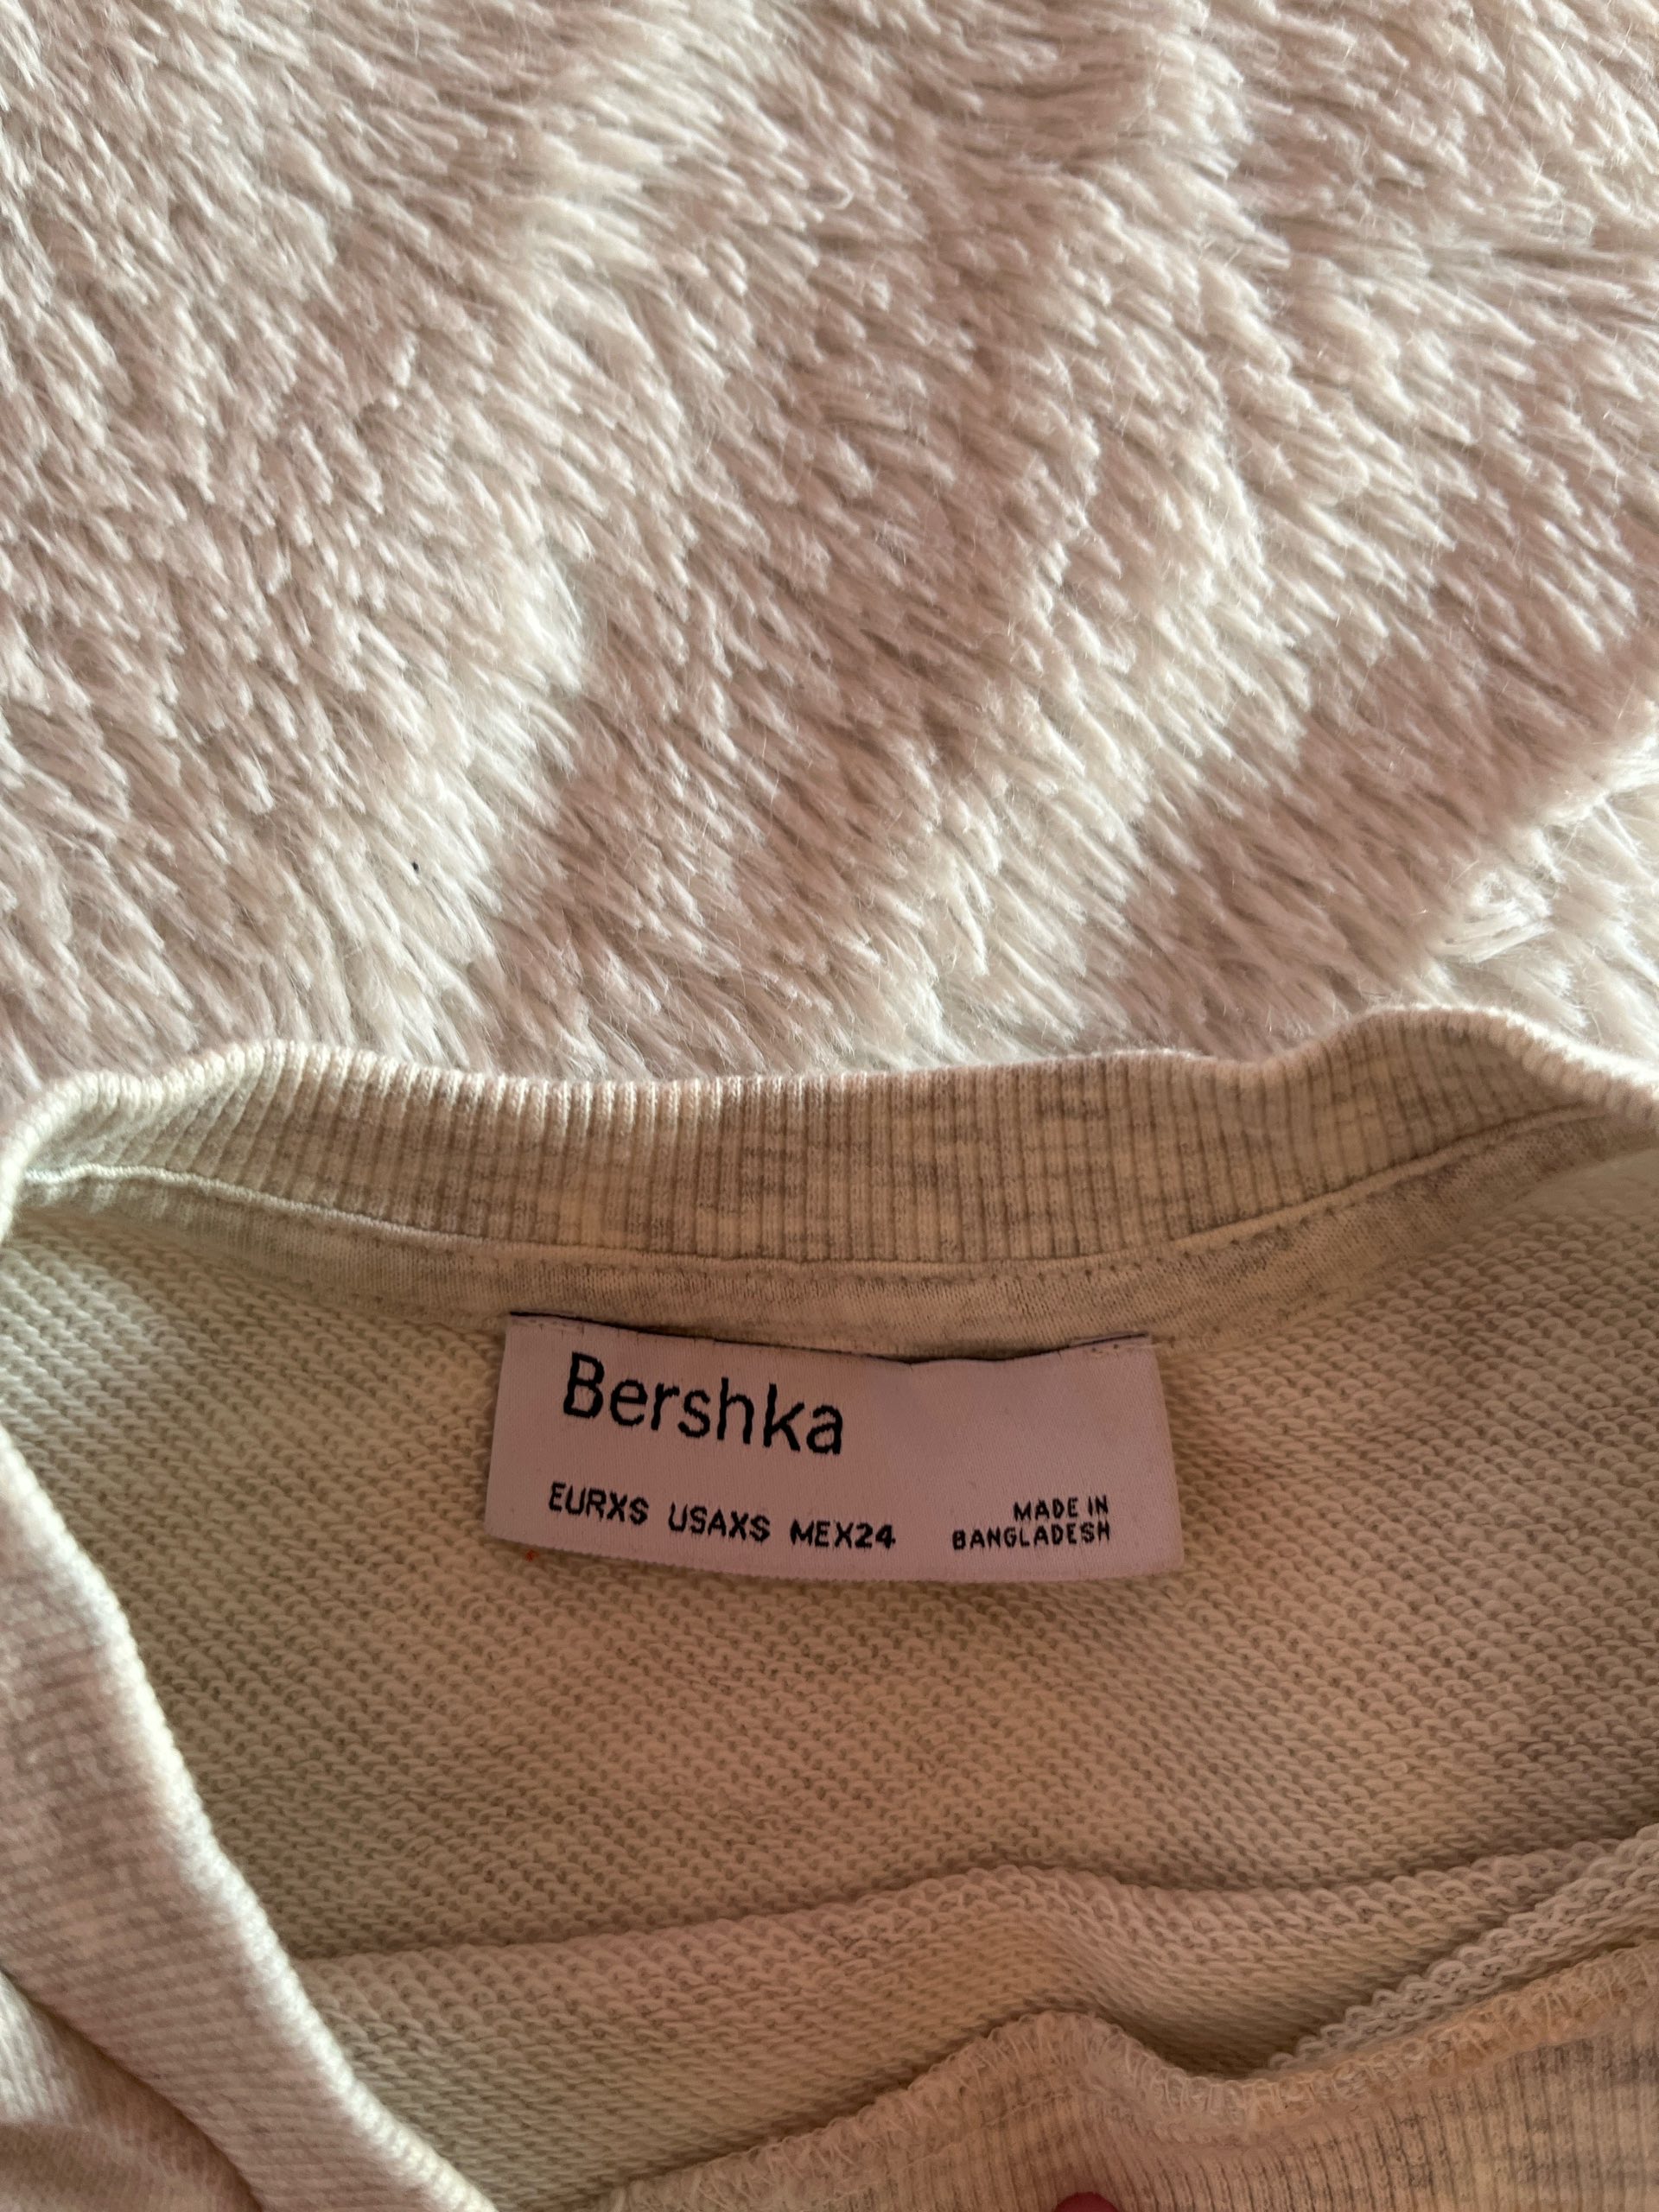 Bershka
EURXS USAXS MEX24
MADE IN
BANGLADESH